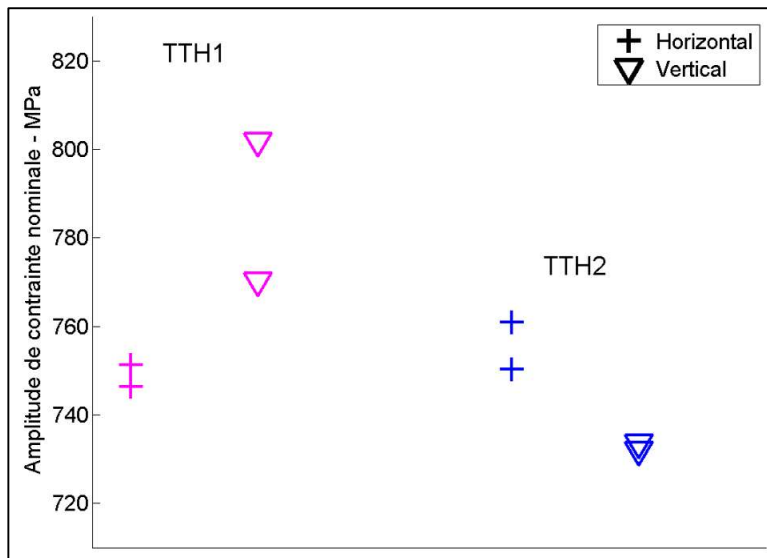 TTH1
Horizontal
Vertical
Amplitude de contrainte nominale - MPa
820
800
780
760
740
720
TTH2